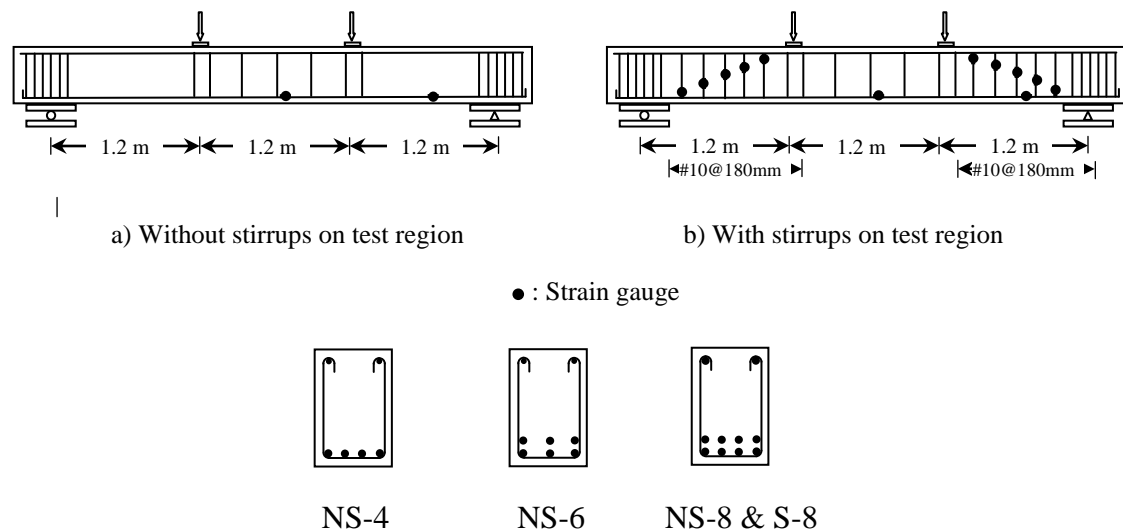 1.2 m 1.2 m 1.2 m
1.2 m 1.2 m 1.2 m
#10@180mm #10@180mm
a) Without stirrups on test region
b) With stirrups on test region
: Strain gauge
NS-4 NS-6 NS-8 & S-8